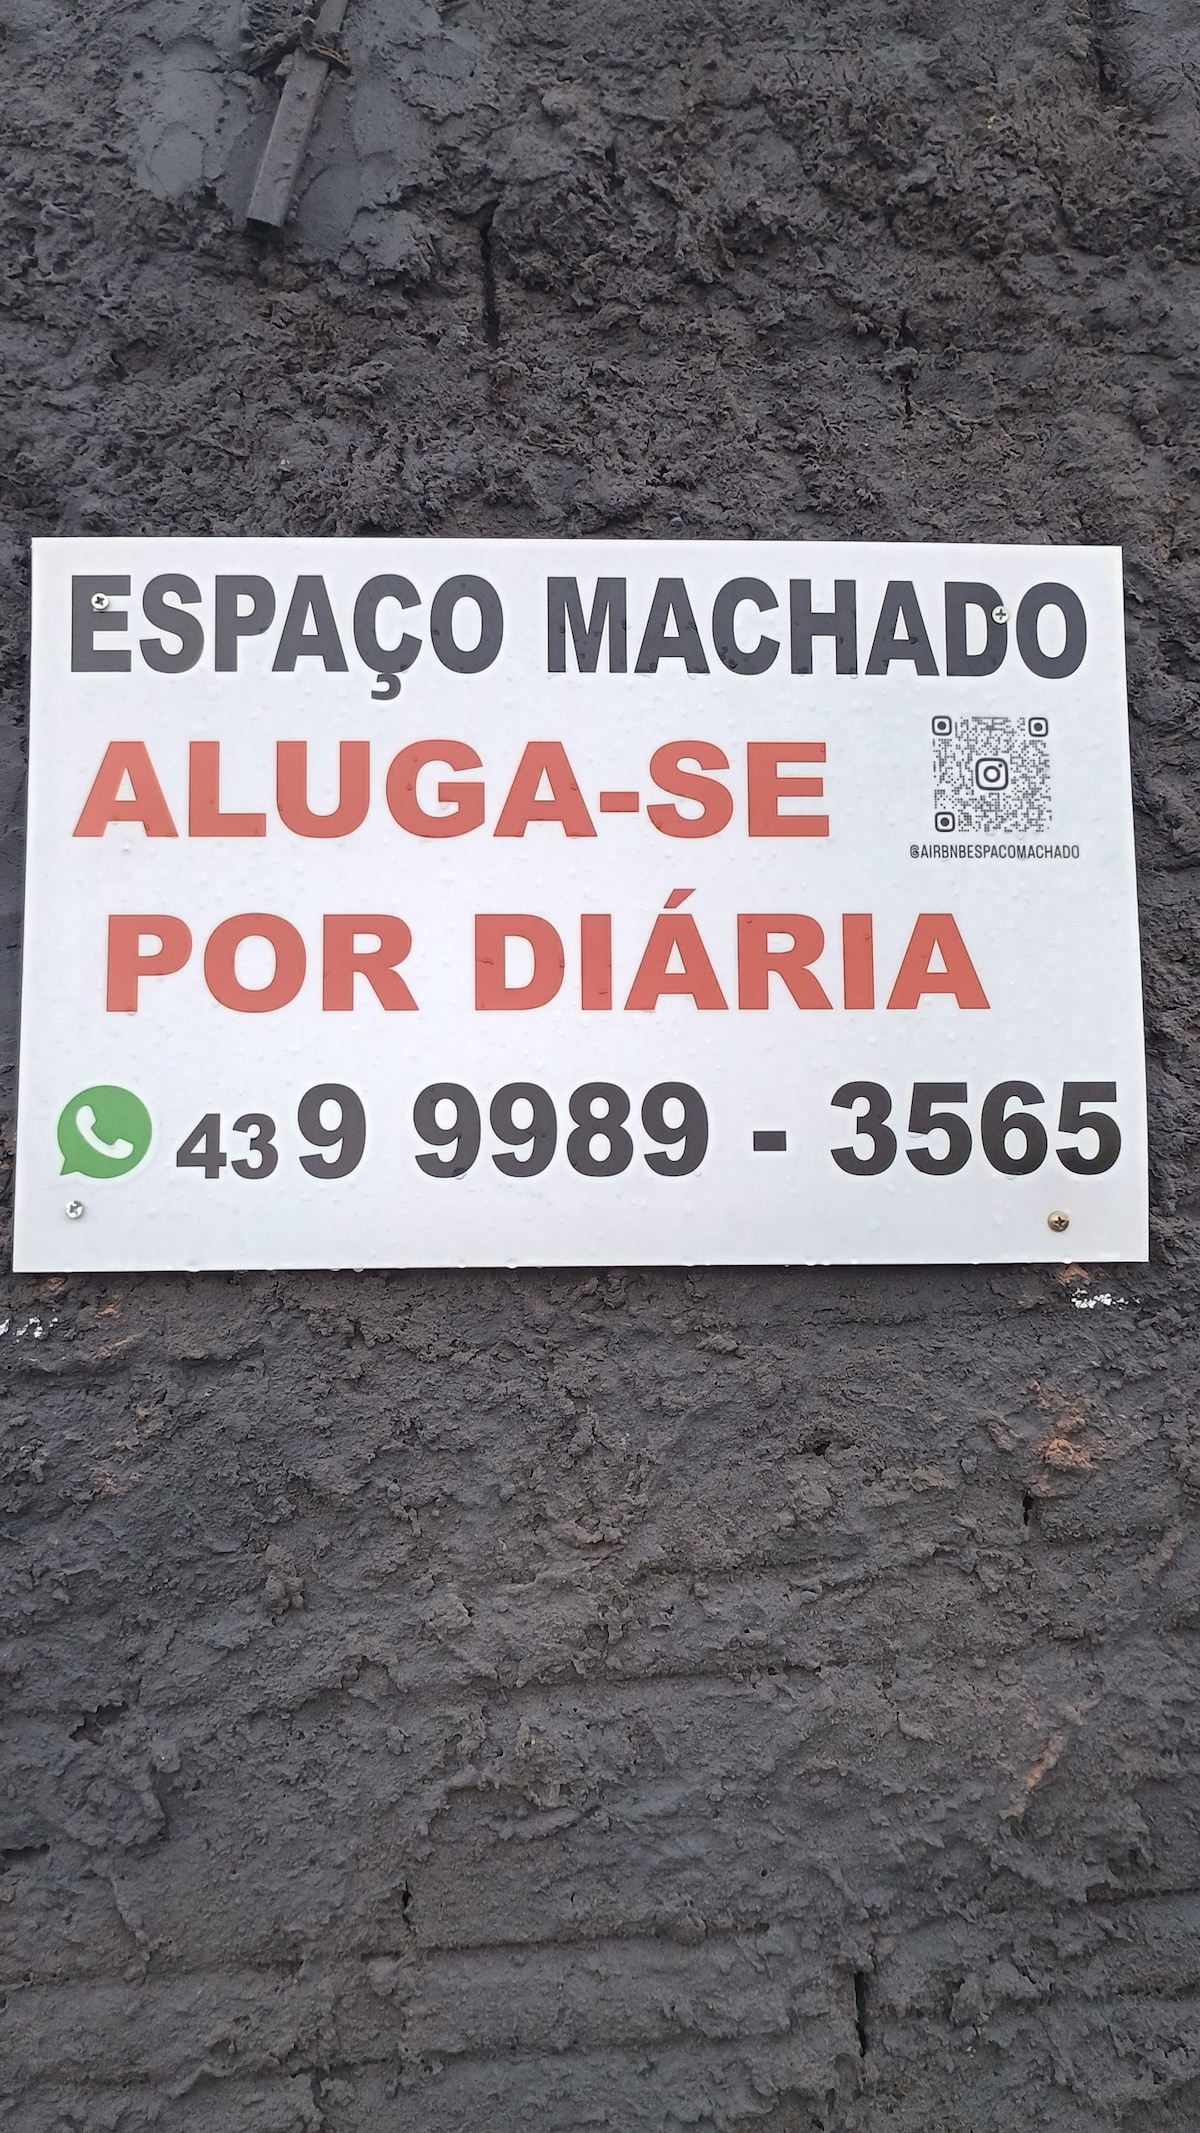 ESPAÇO MACHADO
ALUGA-SE
@AIRBNBESPACOMACHADO
POR DIÁRIA
43 9 9989 - 3565